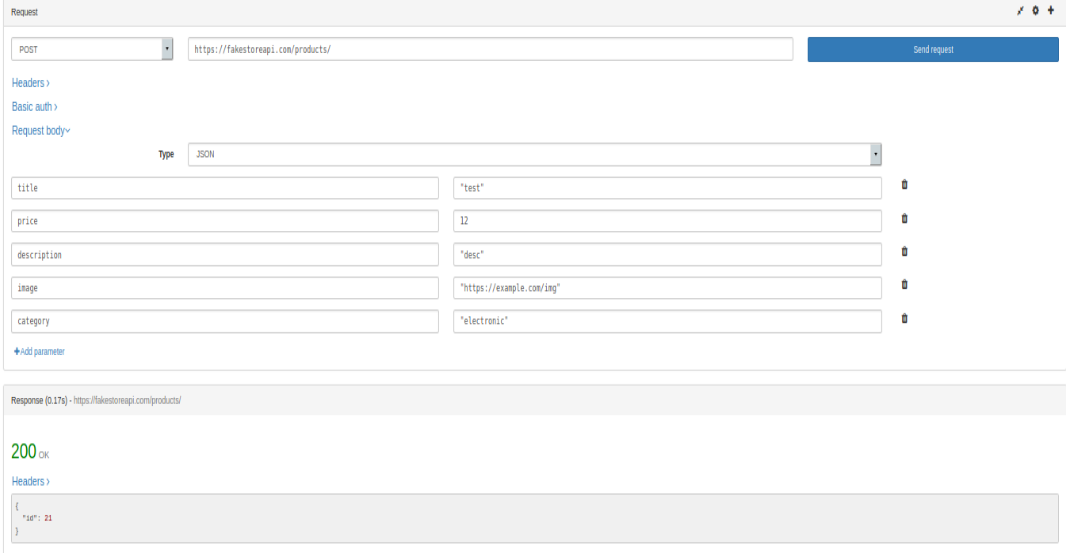 Request
POST https://fakestoreapi.com/products/ Send request
Headers ›
Basic auth ›
Request body
Type JSON
title "test"
price 12
description "desc"
image "https://example.com/img"
category "electronic"
+Add parameter
Response (0.17s) - https://fakestoreapi.com/products/
200 OK
Headers ›
{
"id": 21
}